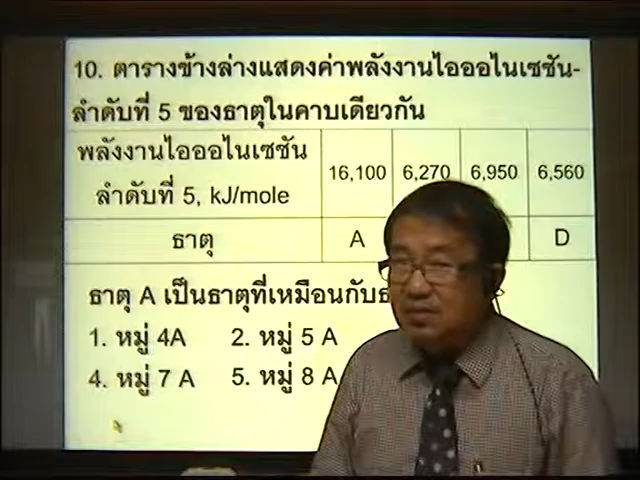 10. ตารางข้างล่างแสดงค่าพลังงานไอออไนเซชัน-
ลำดับที่ 5 ของธาตุในคาบเดียวกัน
พลังงานไอออไนเซชัน
ลำดับที่ 5, kJ/mole
16,100 6,270 6,950 6,560
ธาตุ A D
ธาตุ A เป็นธาตุที่เหมือนกับ
1. หมู่ 4A 2. หมู่ 5 A
4. หมู่ 7 A 5. หมู่ 8 A